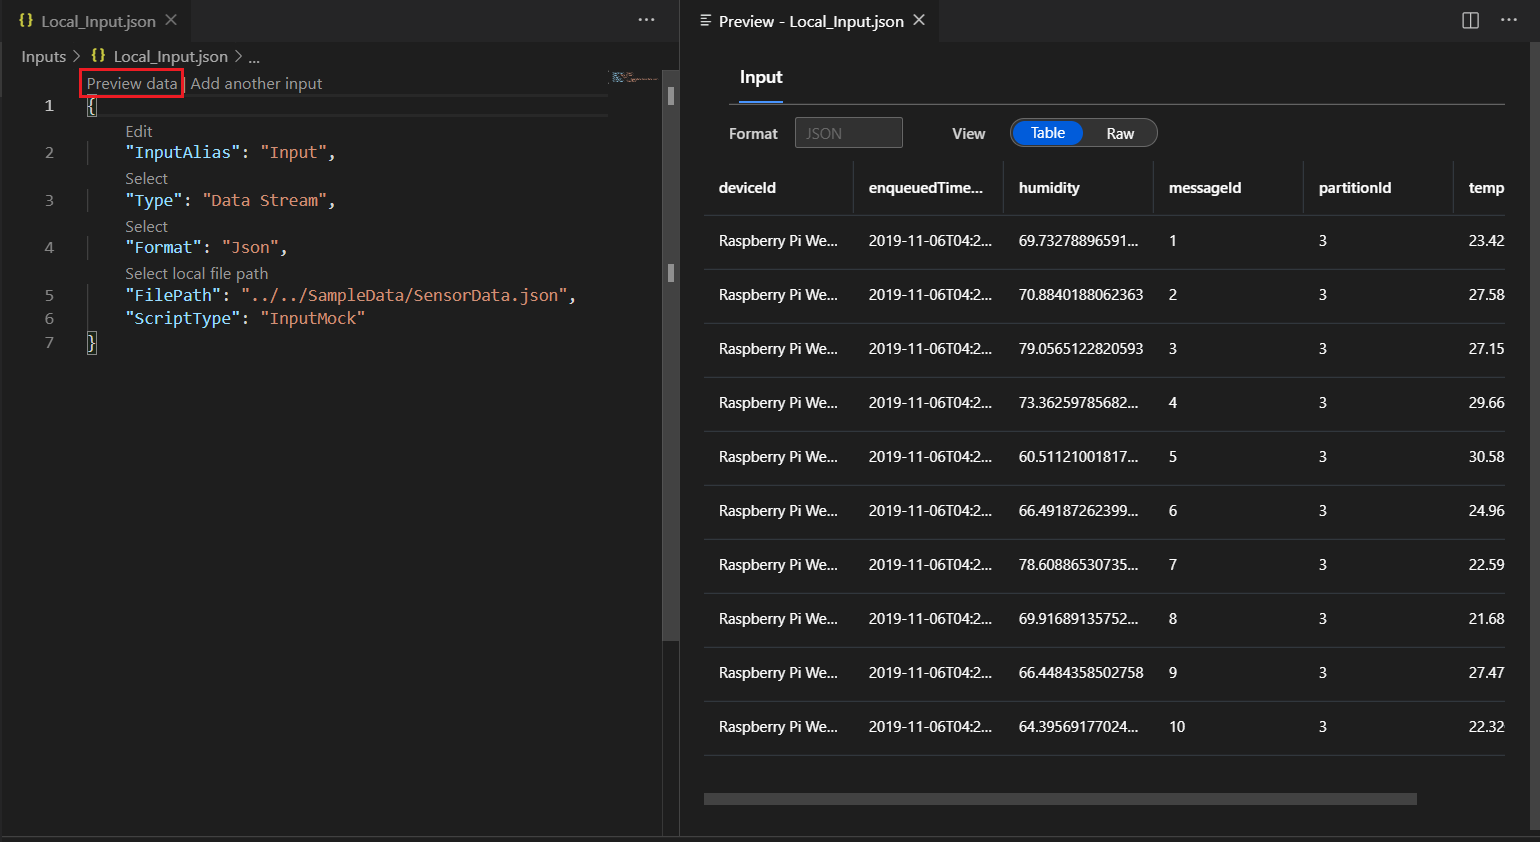 {} Local_Input.json
Inputs > {} Local_Input.json > ...
Preview data | Add another input
1 {
Edit
2 "InputAlias": "Input",
Select
3 "Type": "Data Stream",
Select
4 "Format": "Json",
Select local file path
5 "FilePath": "../../SampleData/SensorData.json",
6 "ScriptType": "InputMock"
7 }
Preview - Local_Input.json
Input
Format JSON View Table Raw
deviceId enqueuedTime... humidity messageId partitionId temp
Raspberry Pi We... 2019-11-06T04:2... 69.73278896591... 1 3 23.42
Raspberry Pi We... 2019-11-06T04:2... 70.8840188062363 2 3 27.58
Raspberry Pi We... 2019-11-06T04:2... 79.0565122820593 3 3 27.15
Raspberry Pi We... 2019-11-06T04:2... 73.36259785682... 4 3 29.66
Raspberry Pi We... 2019-11-06T04:2... 60.51121001817... 5 3 30.58
Raspberry Pi We... 2019-11-06T04:2... 66.49187262399... 6 3 24.96
Raspberry Pi We... 2019-11-06T04:2... 78.60886530735... 7 3 22.59
Raspberry Pi We... 2019-11-06T04:2... 69.91689135752... 8 3 21.68
Raspberry Pi We... 2019-11-06T04:2... 66.4484358502758 9 3 27.47
Raspberry Pi We... 2019-11-06T04:2... 64.39569177024... 10 3 22.32